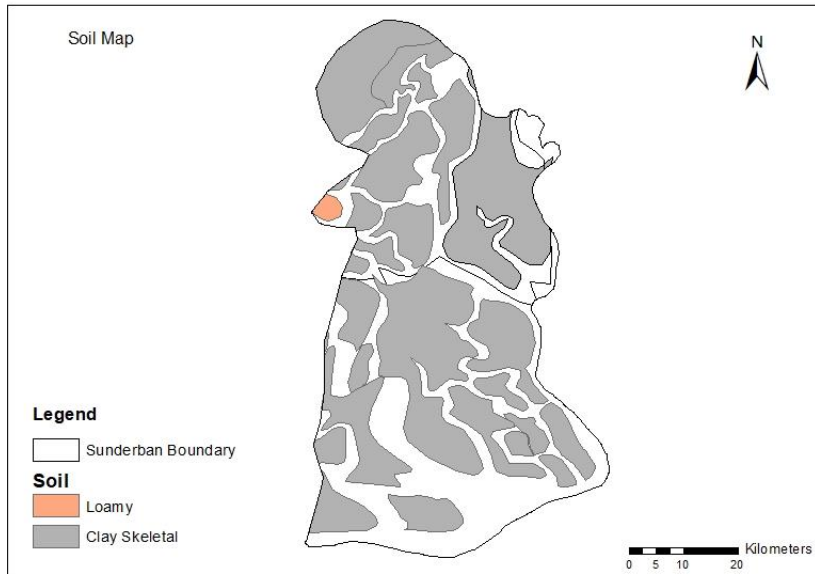 Soil Map
N
Legend
Sunderban Boundary
Soil
Loamy
Clay Skeletal
Kilometers
0 5 10 20